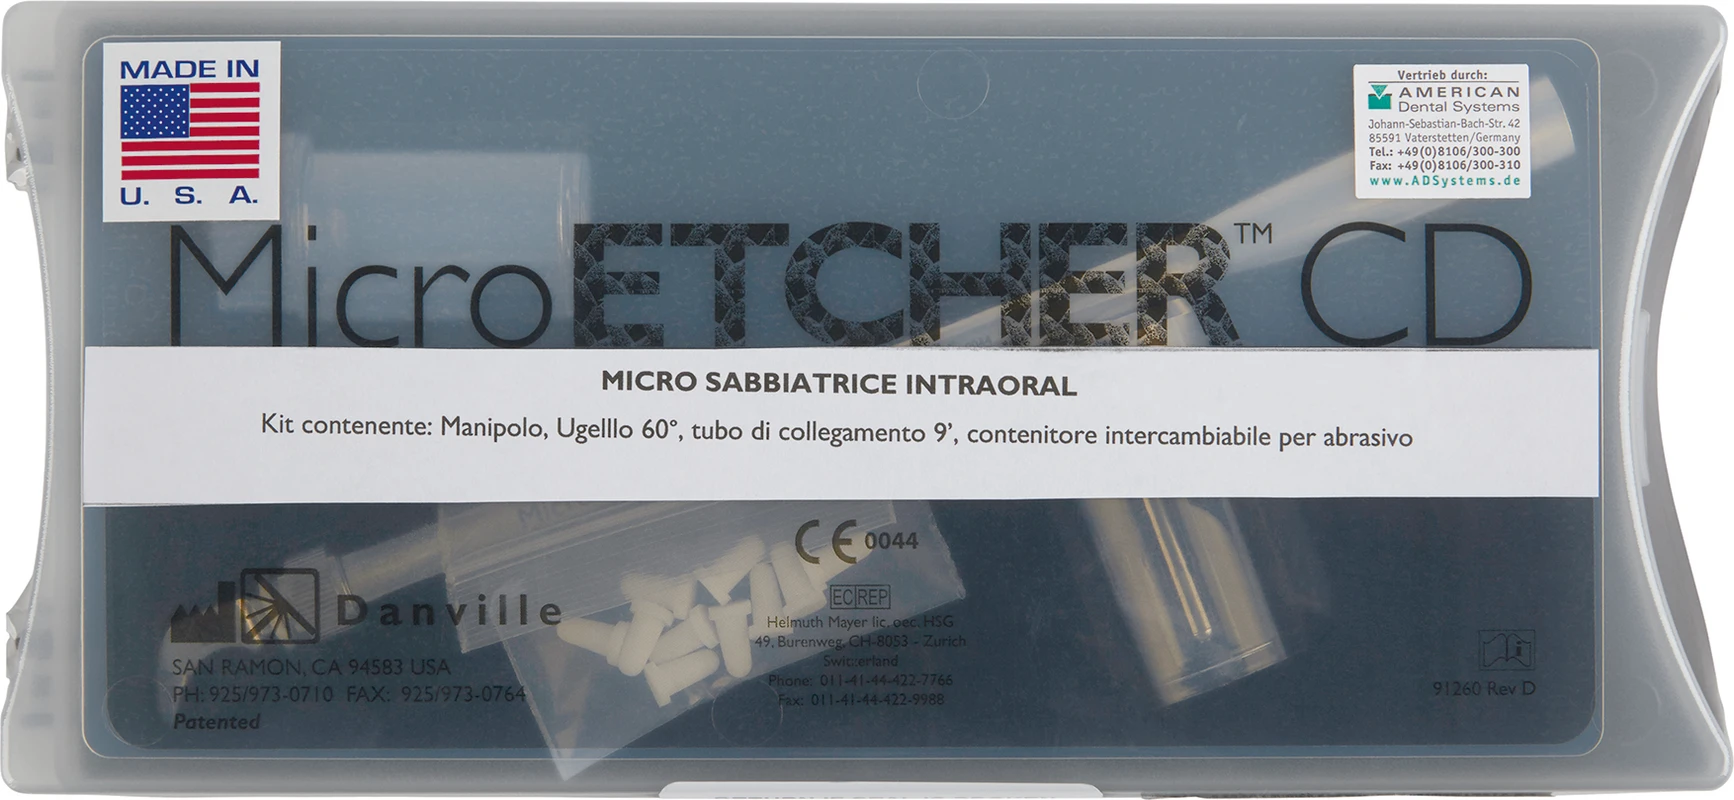 MADE IN
U. S. A.
Vertrieb durch:
AMERICAN
Dental Systems
Johann-Sebastian-Bach-Str. 42
85591 Vaterstetten/Germany
Tel.: +49(0)8106/300-300
Fax: +49(0)8106/300-310
www.ADSystems.de
MicroETCHER™ CD
MICRO SABBIATRICE INTRAORAL
Kit contenente: Manipolo, Ugelllo 60°, tubo di collegamento 9’, contenitore intercambiabile per abrasivo
CE 0044
EC REP
Helmuth Mayer lic. oec. HSG
49, Burenweg, CH-8053 – Zurich
Switzerland
Phone: 011-41-44-422-7766
Fax: 011-41-44-422-9988
Danville
SAN RAMON, CA 94583 USA
PH: 925/973-0710 FAX: 925/973-0764
Patented
i
91260 Rev D